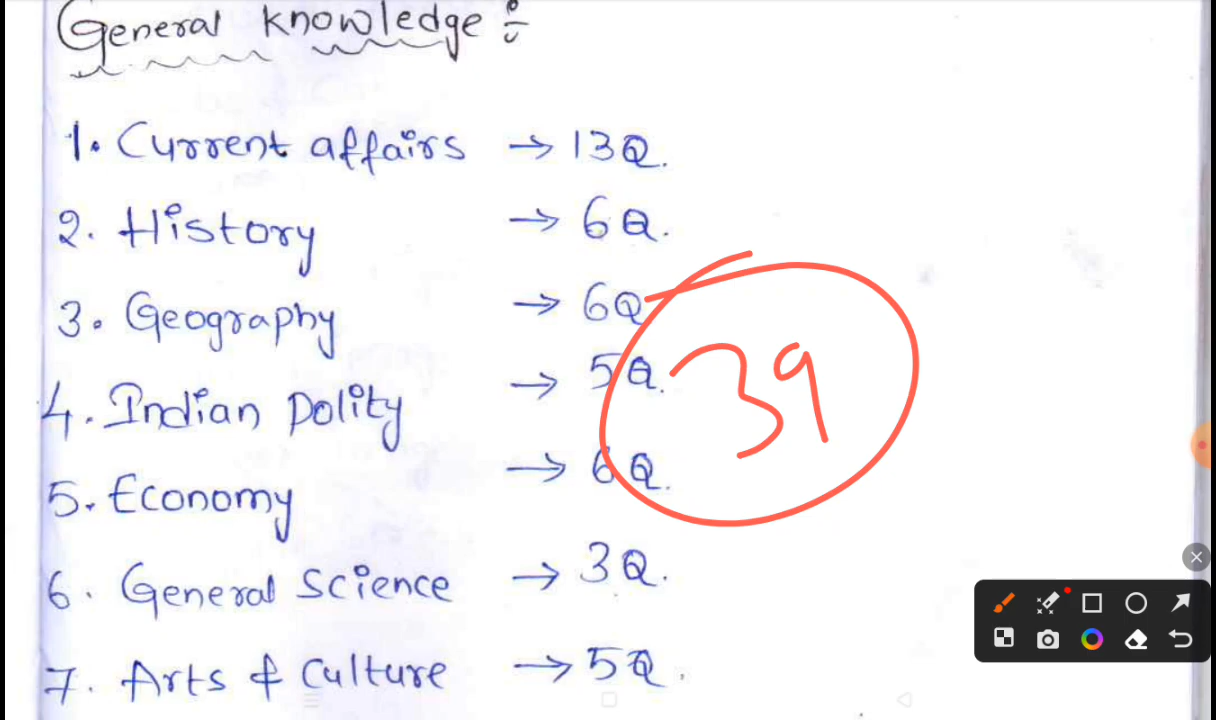 General knowledge :-
1. Current affairs → 13Q.
2. History → 6Q.
3. Geography → 6Q
4. Indian polity → 5Q.
5. Economy → 6Q.
39
6. General Science → 3Q.
7. Arts & Culture → 5Q.